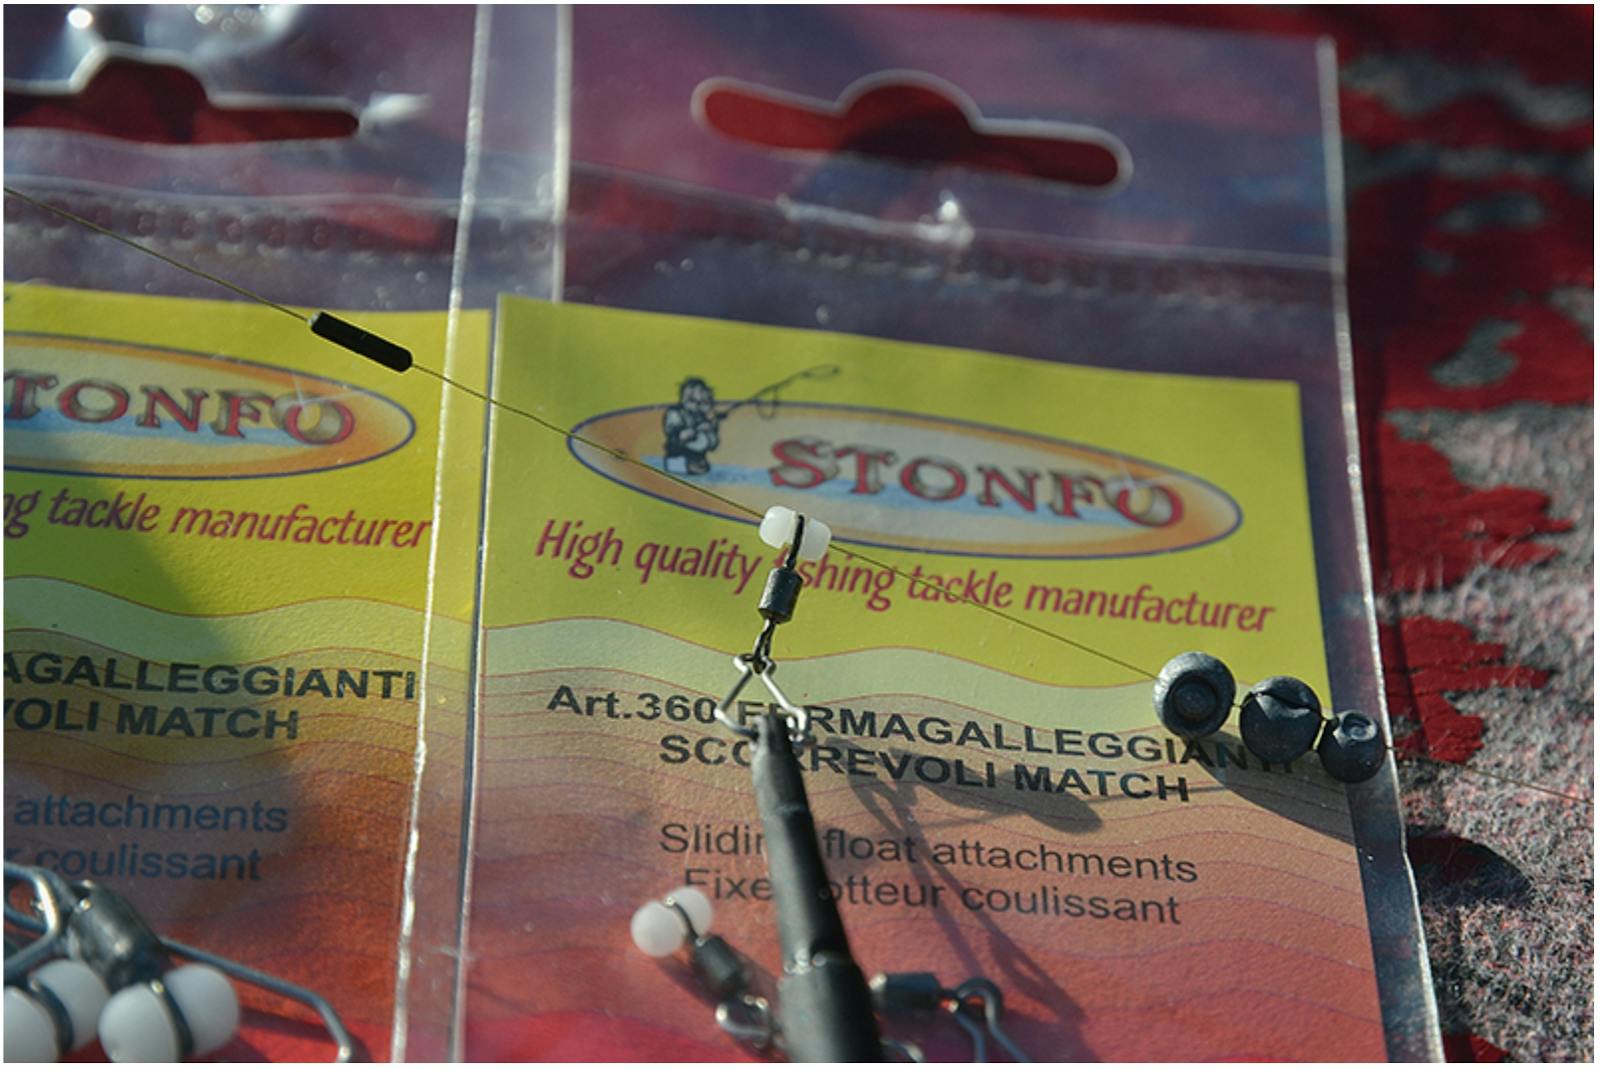 STONFO
High quality fishing tackle manufacturer
Art.360 FERMAGALLEGGIANTI
SCORREVOLI MATCH
Sliding float attachments
Fixe flotteur coulissant
TONFO
ng tackle manufacturer
AGALLEGGIANTI
VOLI MATCH
attachments
r coulissant